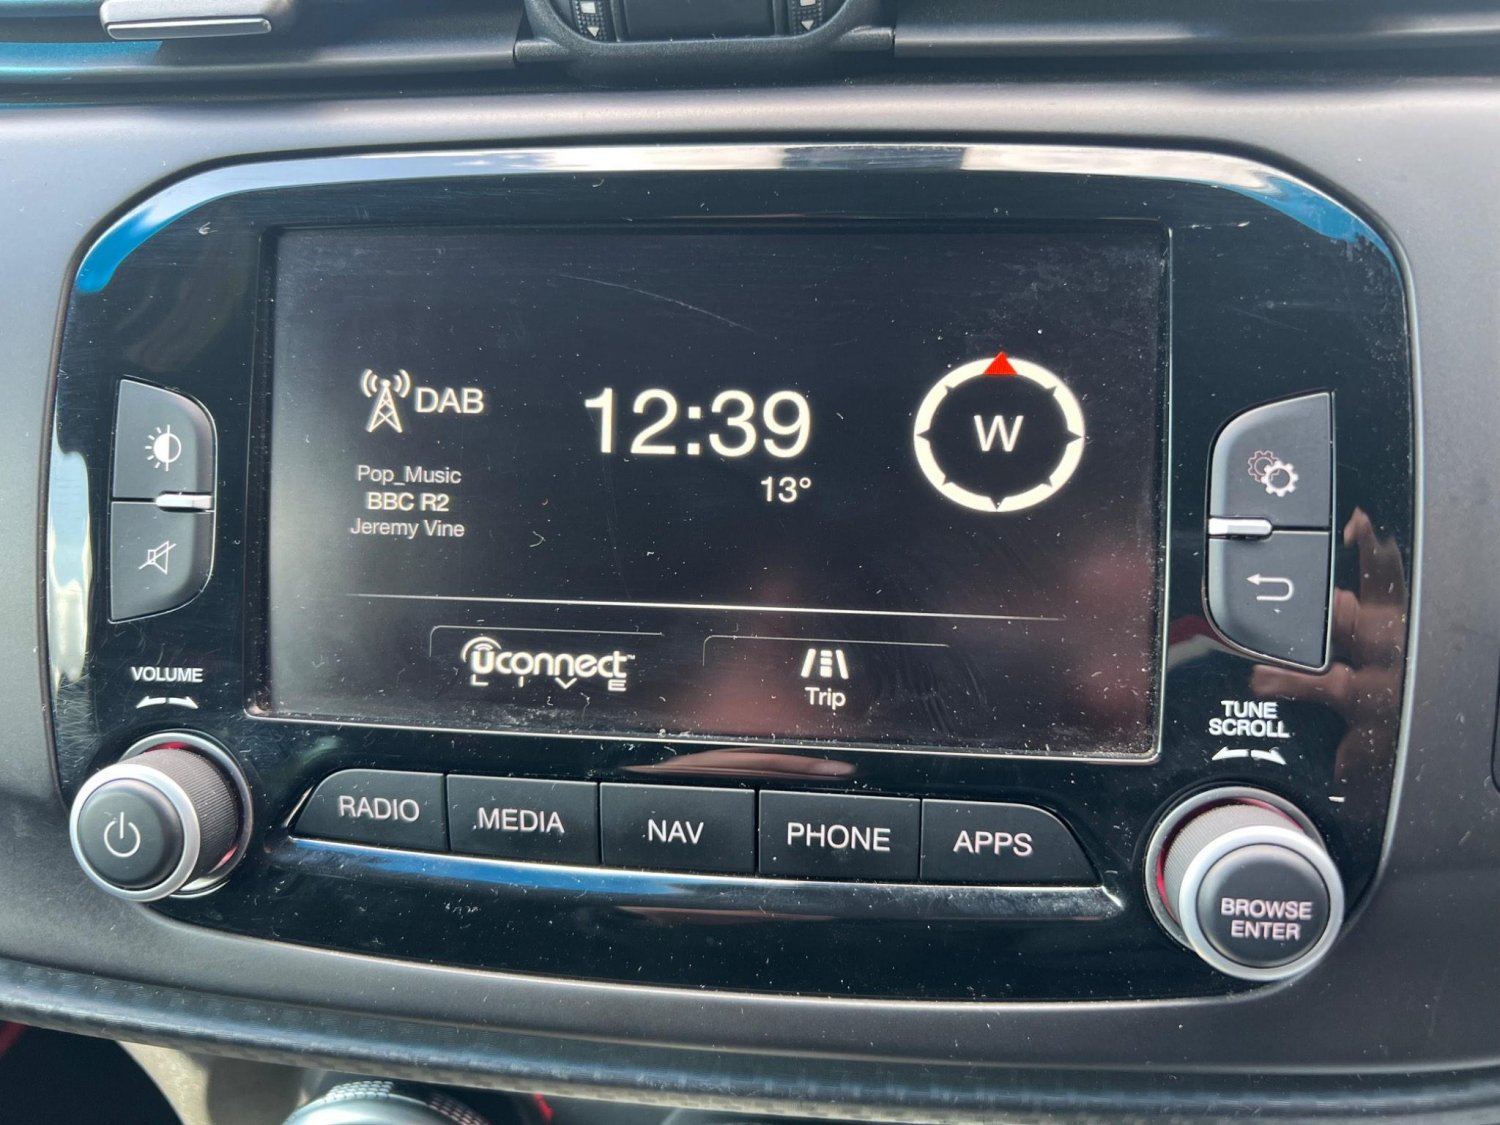 DAB
Pop_Music
BBC R2
Jeremy Vine
12:39
13°
W
uconnect™
LIVE
Trip
VOLUME
TUNE
SCROLL
RADIO
MEDIA
NAV
PHONE
APPS
BROWSE
ENTER